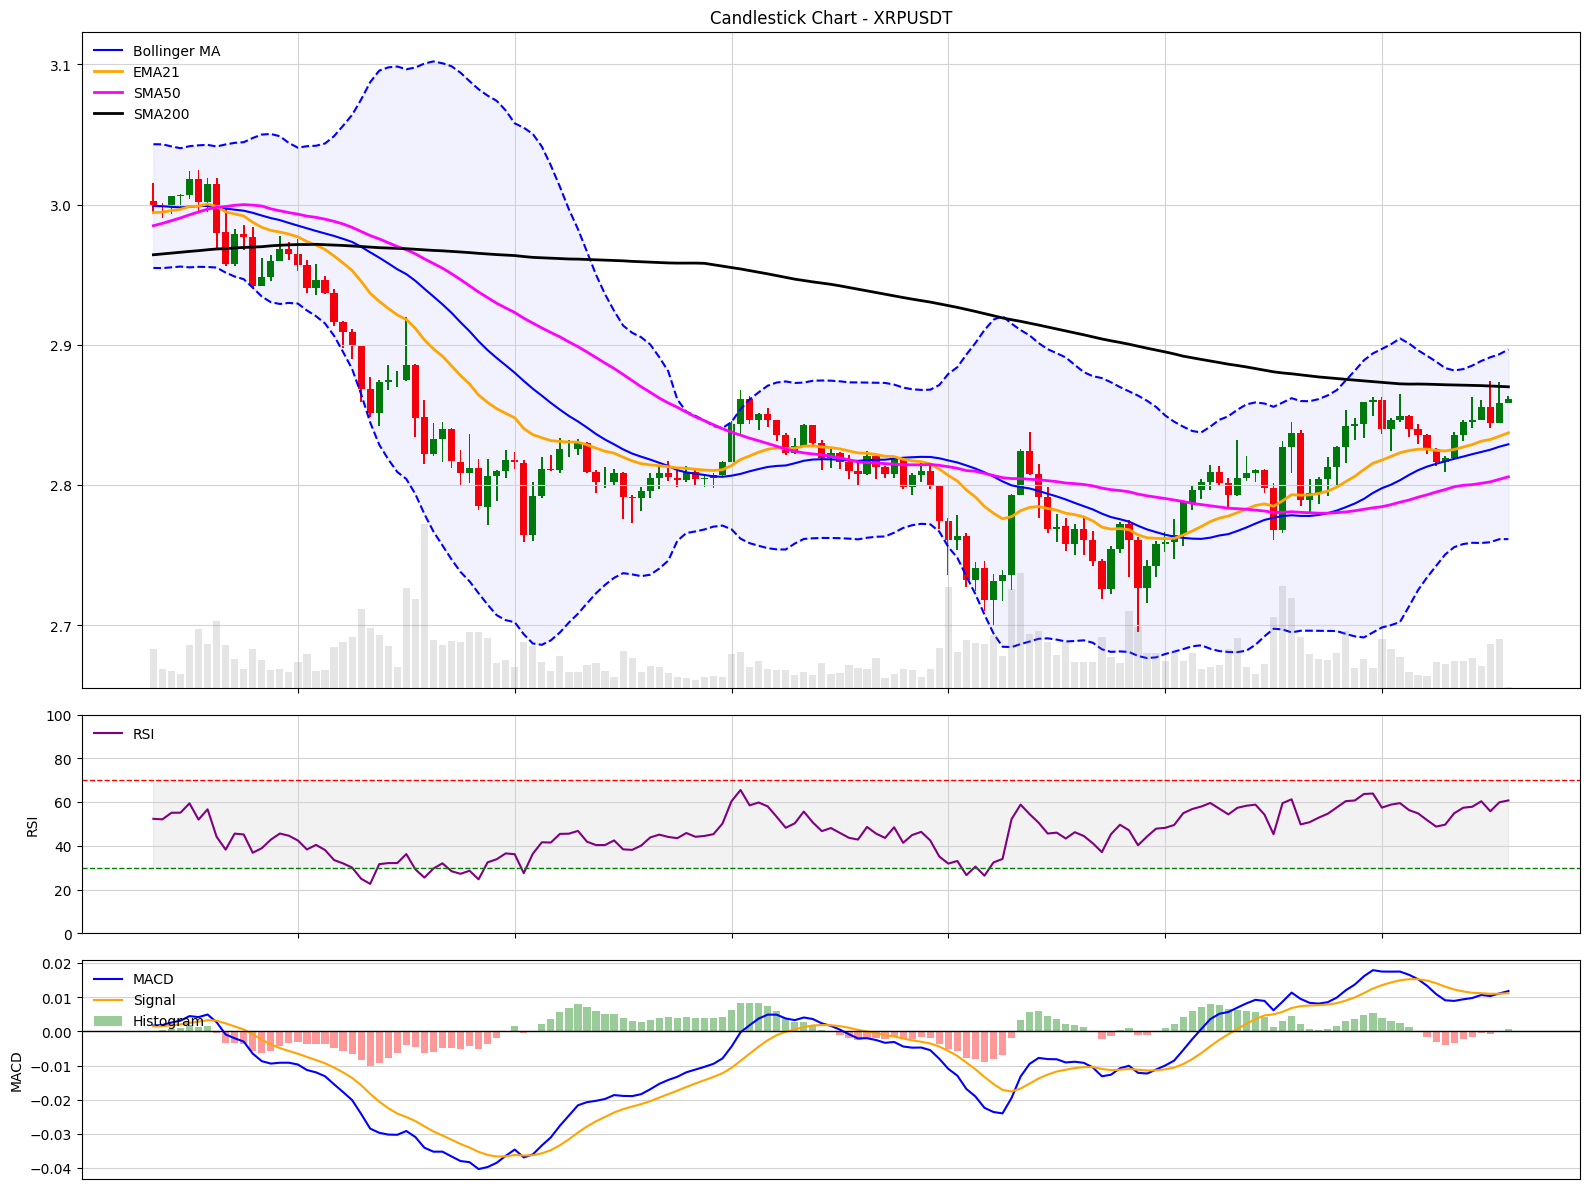 Candlestick Chart - XRPUSDT
Bollinger MA
EMA21
SMA50
SMA200
3.1
3.0
2.9
2.8
2.7
RSI
100
80
60
40
20
0
RSI
MACD
Signal
Histogram
0.02
0.01
0.00
−0.01
−0.02
−0.03
−0.04
MACD